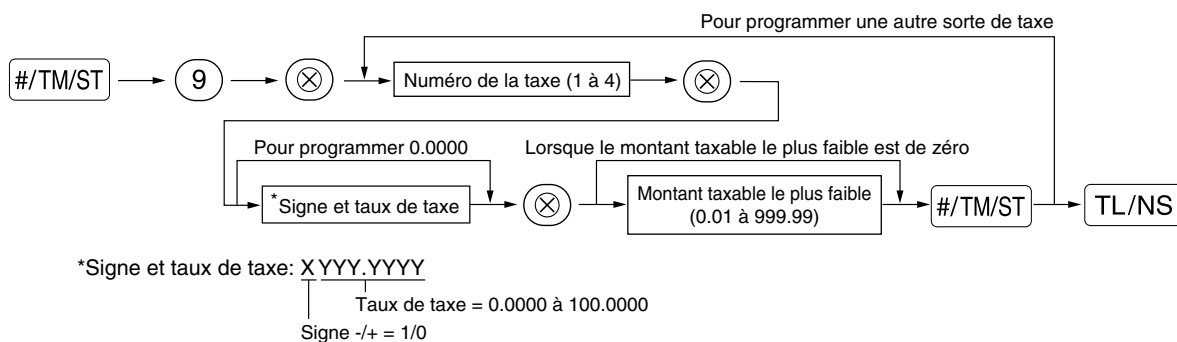 Pour programmer une autre sorte de taxe
#/TM/ST
9
⊗
Numéro de la taxe (1 à 4)
⊗
Pour programmer 0.0000
Lorsque le montant taxable le plus faible est de zéro
*Signe et taux de taxe
⊗
Montant taxable le plus faible
(0.01 à 999.99)
#/TM/ST
TL/NS
*Signe et taux de taxe: X YYY.YYYY
Taux de taxe = 0.0000 à 100.0000
Signe -/+ = 1/0